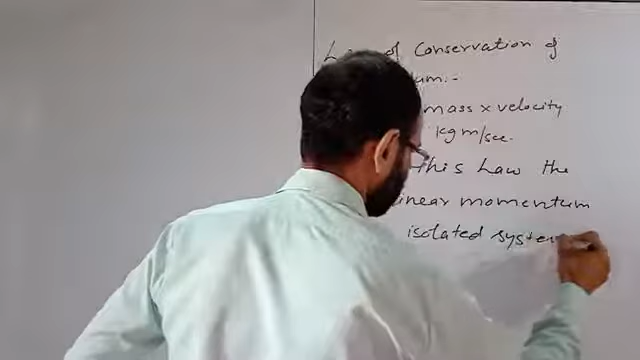 Law of Conservation of
um:-
mass x velocity
kg m/sec.
this Law the
linear momentum
isolated system